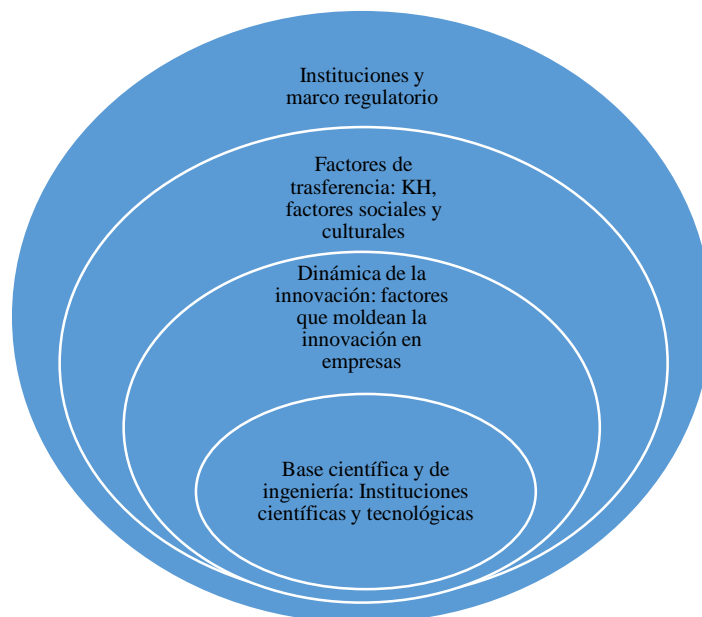 Instituciones y
marco regulatorio
Factores de
trasferencia: KH,
factores sociales y
culturales
Dinámica de la
innovación: factores
que moldean la
innovación en
empresas
Base científica y de
ingeniería: Instituciones
científicas y tecnológicas